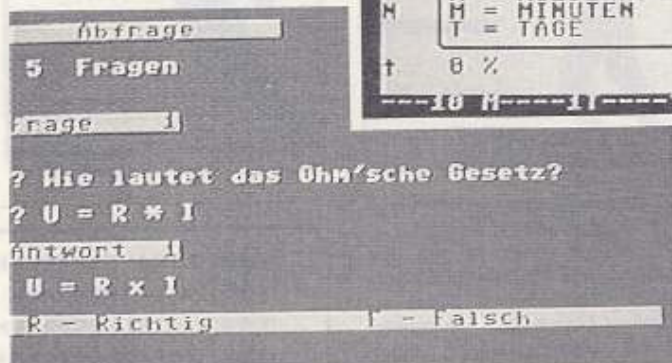 Abfrage
5 Fragen
Frage 1
? Wie lautet das Ohm'sche Gesetz?
? U = R * I
Antwort 1
U = R x I
R - Richtig F - Falsch
N M = MINUTEN
T = TAGE
† 0 %
---10 M----1T----